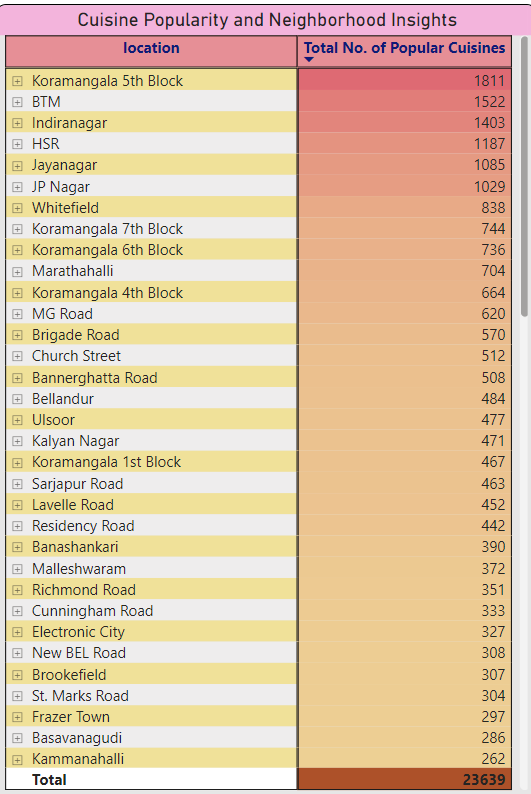 Cuisine Popularity and Neighborhood Insights
location Total No. of Popular Cuisines
Koramangala 5th Block 1811
BTM 1522
Indiranagar 1403
HSR 1187
Jayanagar 1085
JP Nagar 1029
Whitefield 838
Koramangala 7th Block 744
Koramangala 6th Block 736
Marathahalli 704
Koramangala 4th Block 664
MG Road 620
Brigade Road 570
Church Street 512
Bannerghatta Road 508
Bellandur 484
Ulsoor 477
Kalyan Nagar 471
Koramangala 1st Block 467
Sarjapur Road 463
Lavelle Road 452
Residency Road 442
Banashankari 390
Malleshwaram 372
Richmond Road 351
Cunningham Road 333
Electronic City 327
New BEL Road 308
Brookefield 307
St. Marks Road 304
Frazer Town 297
Basavanagudi 286
Kammanahalli 262
Total 23639